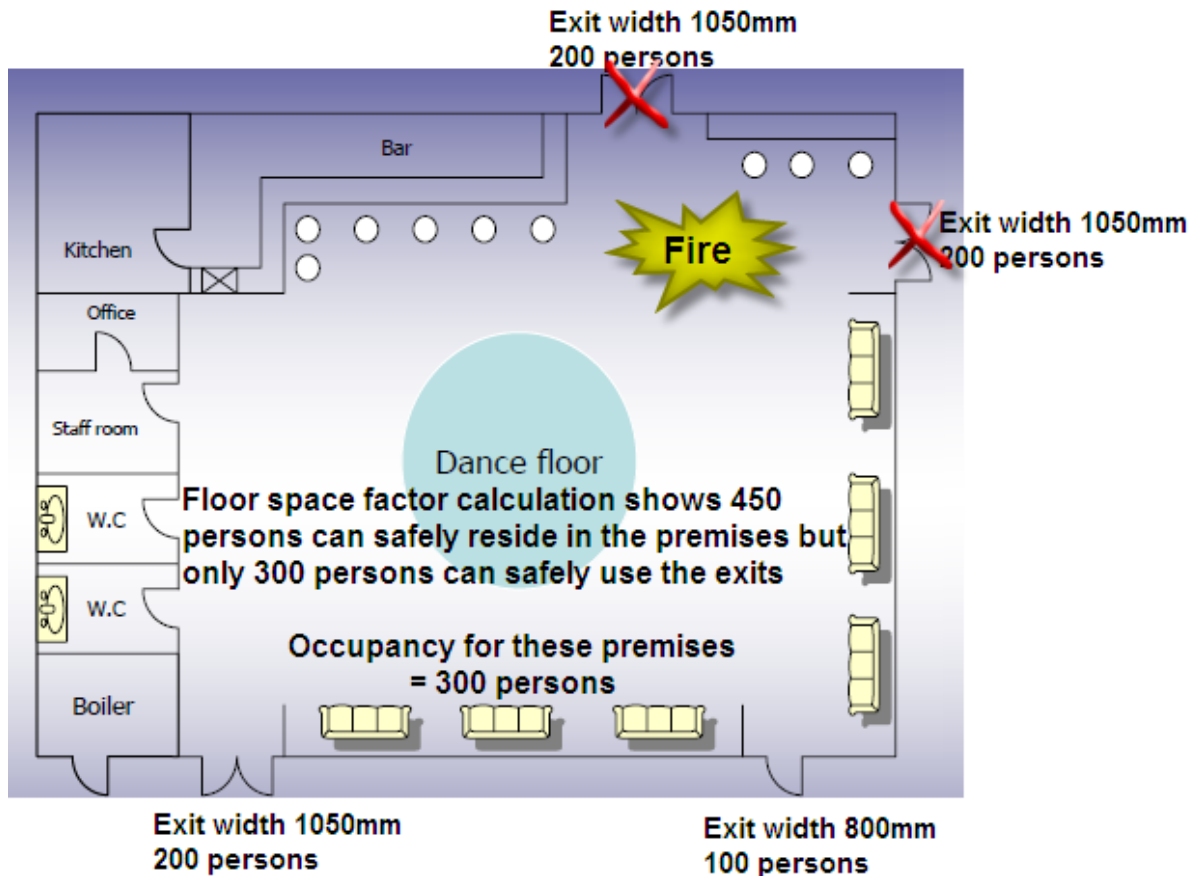 Exit width 1050mm
200 persons
Bar
Exit width 1050mm
200 persons
Kitchen
Fire
Office
Staff room
Dance floor
W.C
Floor space factor calculation shows 450
persons can safely reside in the premises but
only 300 persons can safely use the exits
W.C
Occupancy for these premises
= 300 persons
Boiler
Exit width 1050mm
200 persons
Exit width 800mm
100 persons